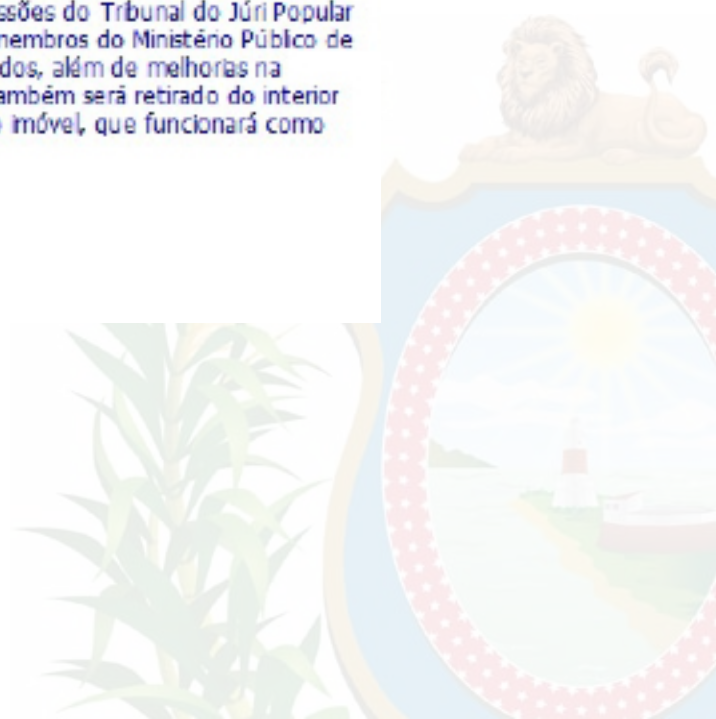 ssões do Tribunal do Júri Popular
membros do Ministério Público de
dos, além de melhorias na
ambém será retirado do interior
o imóvel, que funcionará como